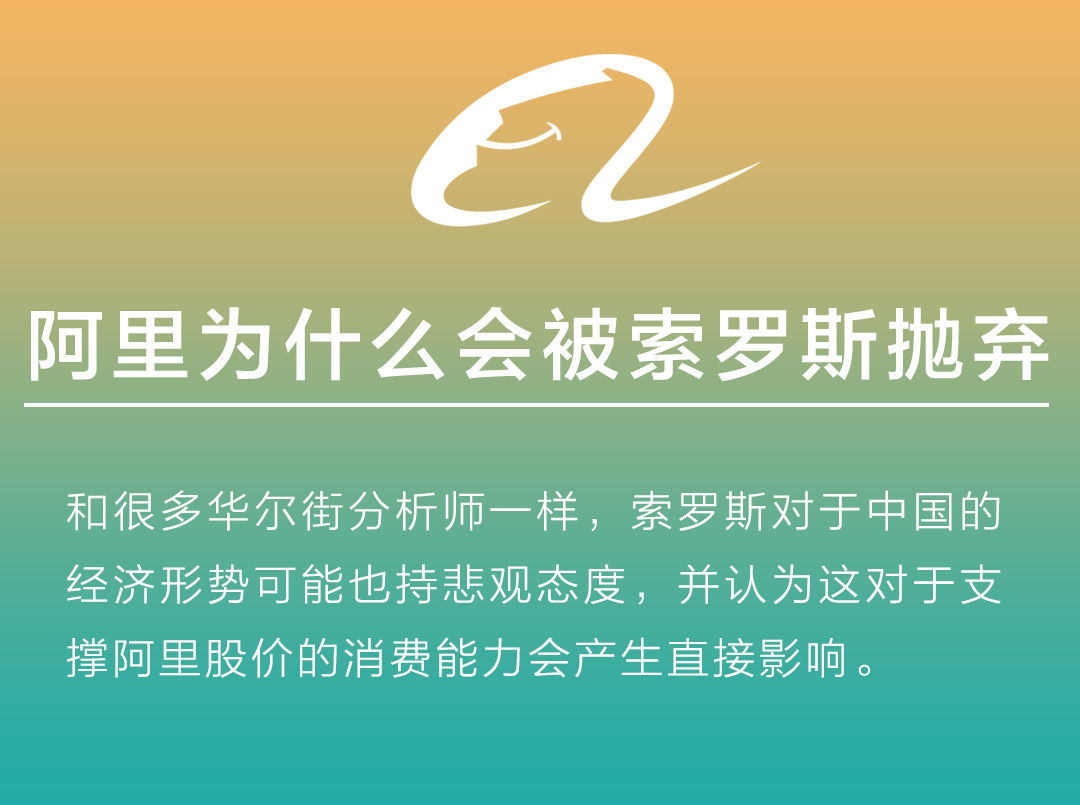 阿里为什么会被索罗斯抛弃
和很多华尔街分析师一样，索罗斯对于中国的
经济形势可能也持悲观态度，并认为这对于支
撑阿里股价的消费能力会产生直接影响。